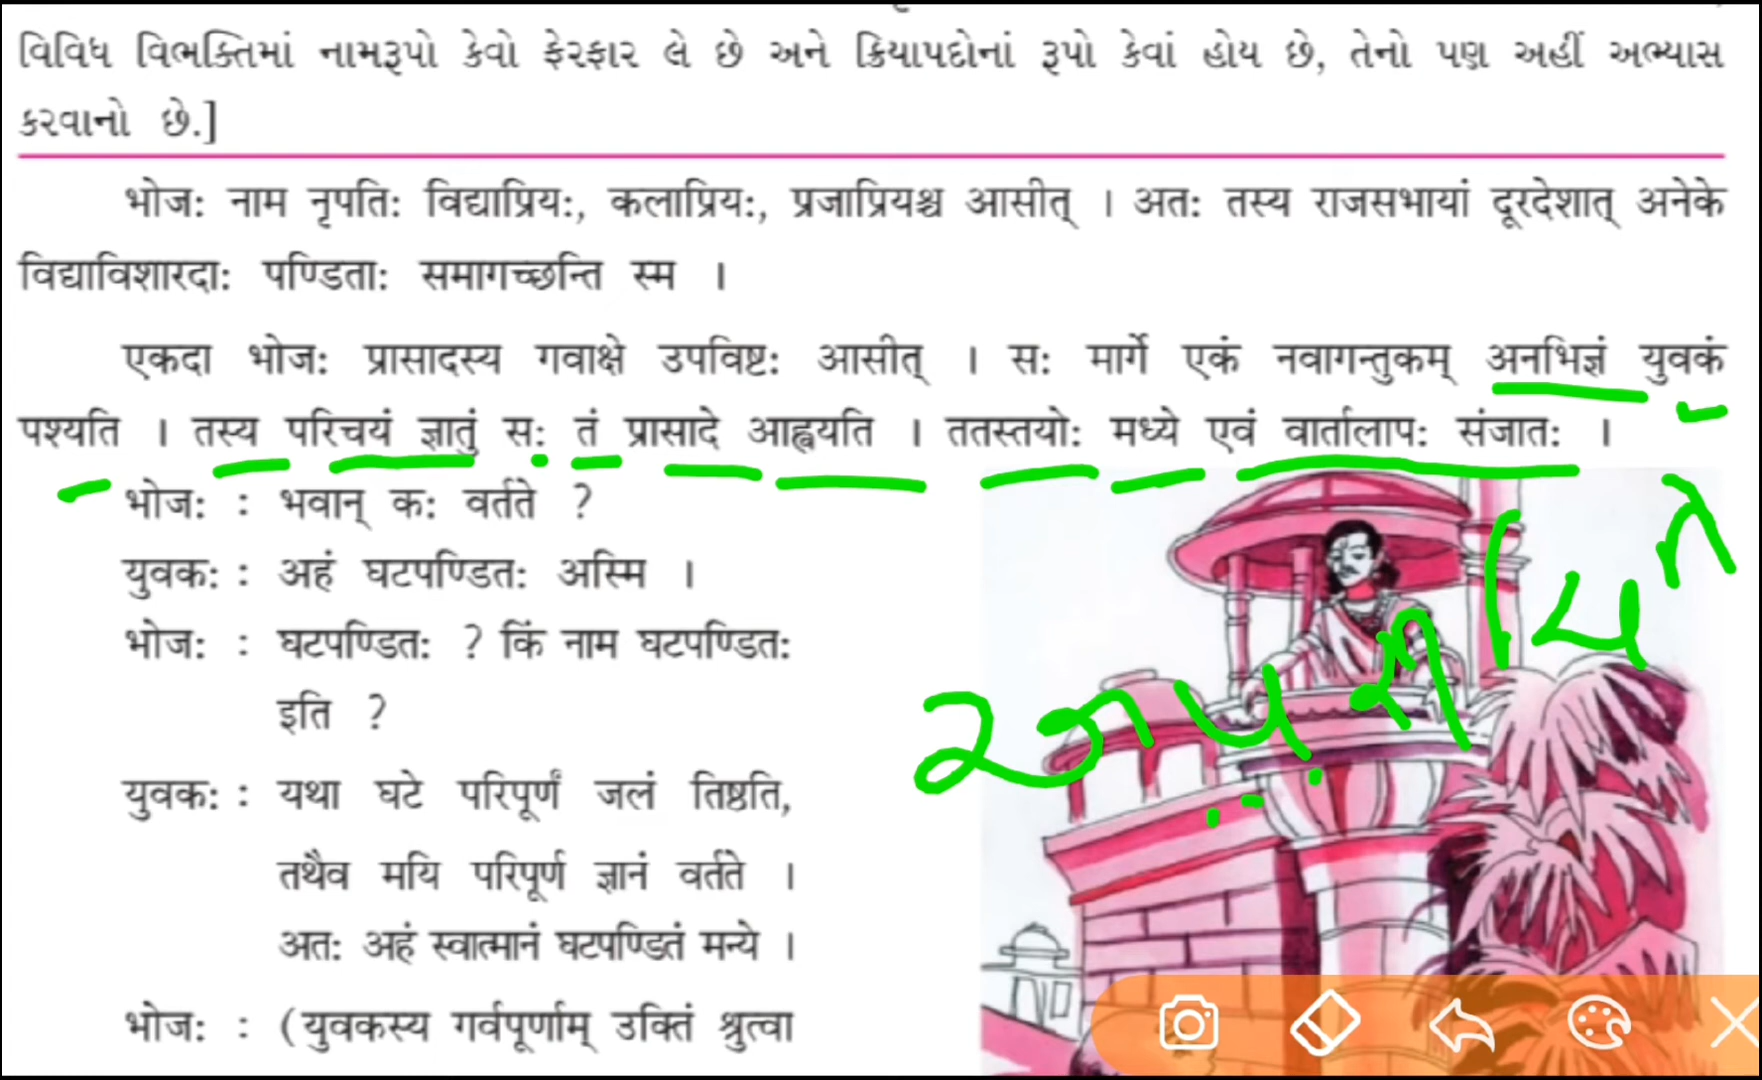 વિવિધ વિભક્તિમાં નામરૂપો કેવો ફેરફાર લે છે અને ક્રિયાપદોનાં રૂપો કેવાં હોય છે, તેનો પણ અહીં અભ્યાસ
કરવાનો છે.]
भोजः नाम नृपतिः विद्याप्रियः, कलाप्रियः, प्रजाप्रियश्च आसीत् । अतः तस्य राजसभायां दूरदेशात् अनेके
विद्याविशारदाः पण्डिताः समागच्छन्ति स्म ।
एकदा भोजः प्रासादस्य गवाक्षे उपविष्टः आसीत् । सः मार्गे एकं नवागन्तुकम् अनभिज्ञं युवकं
पश्यति । तस्य परिचयं ज्ञातुं सः तं प्रासादे आह्वयति । ततस्तयोः मध्ये एवं वार्तालापः संजातः ।
भोजः : भवान् कः वर्तते ?
युवकः : अहं घटपण्डितः अस्मि ।
भोजः : घटपण्डितः ? किं नाम घटपण्डितः
इति ?
युवकः : यथा घटे परिपूर्णं जलं तिष्ठति,
तथैव मयि परिपूर्ण ज्ञानं वर्तते ।
अतः अहं स्वात्मानं घटपण्डितं मन्ये ।
भोजः : (युवकस्य गर्वपूर्णाम् उक्तिं श्रुत्वा